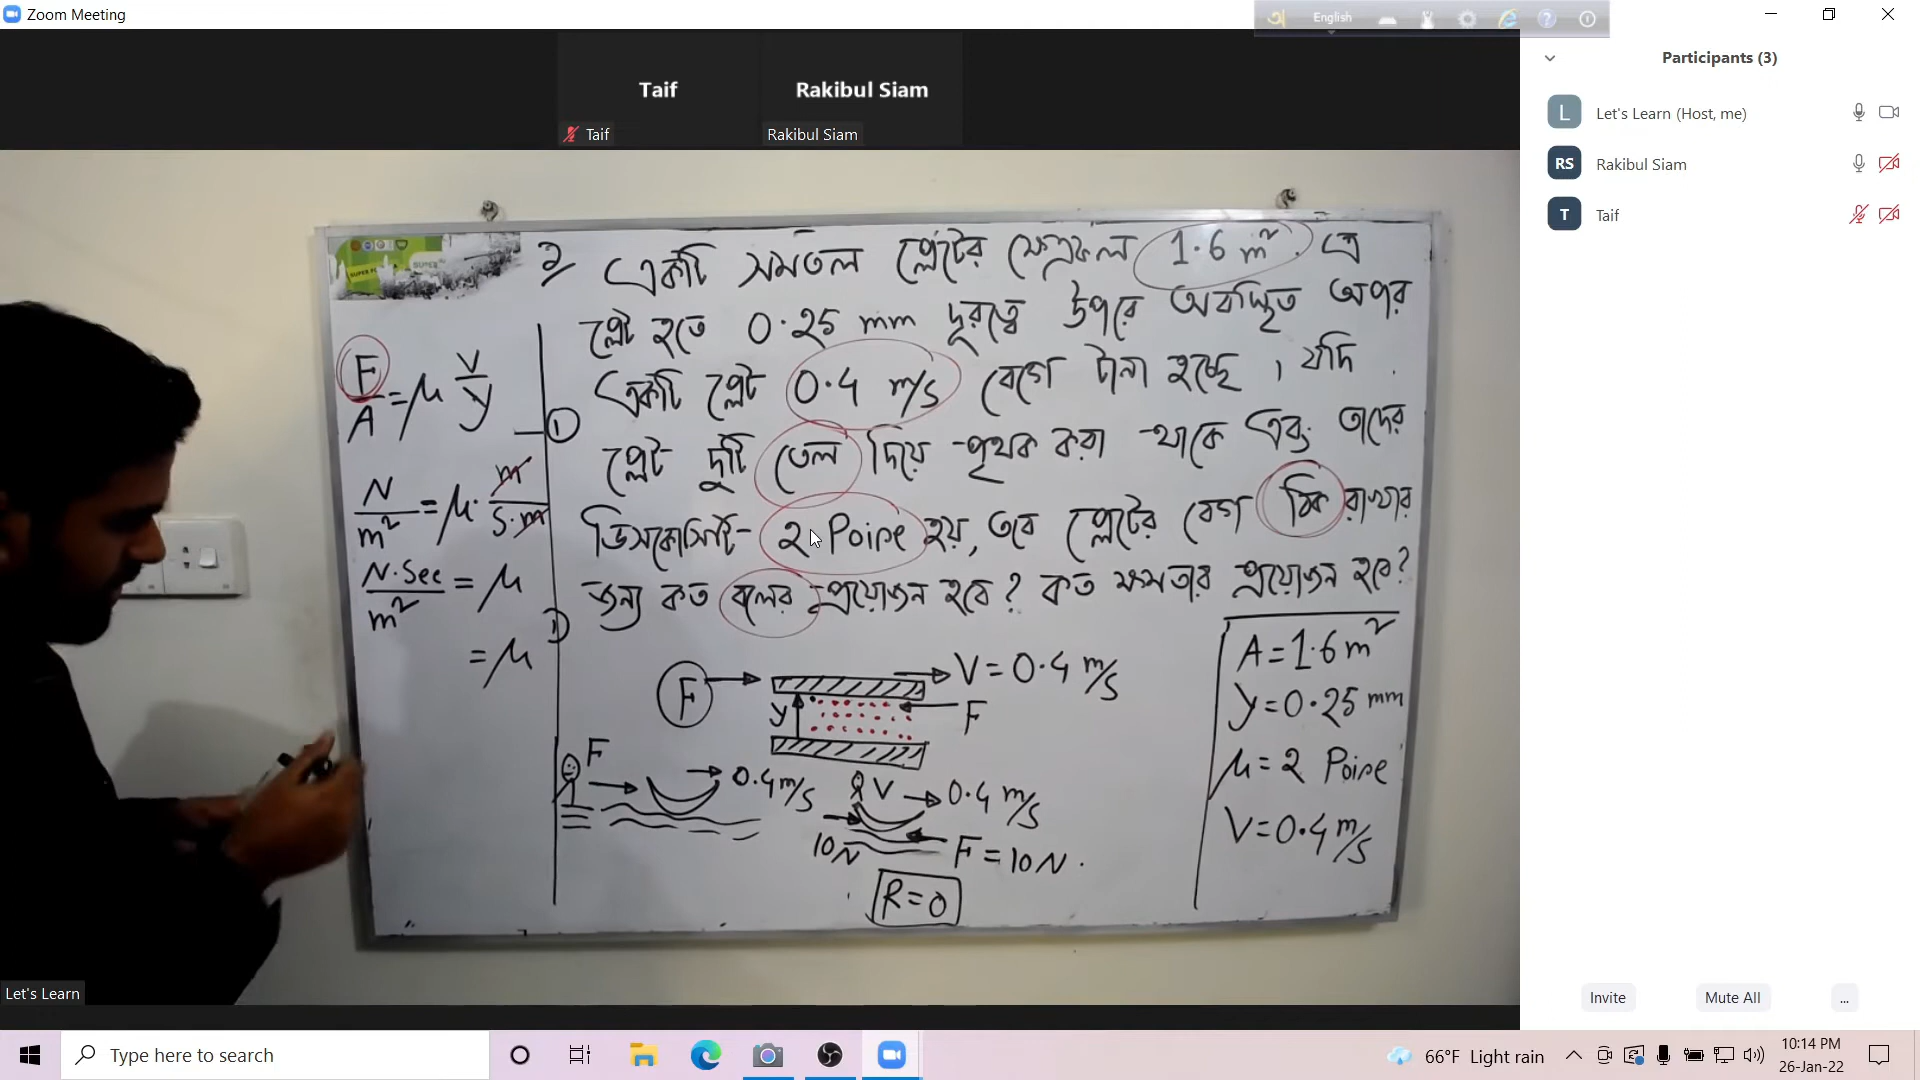 Zoom Meeting
English
Taif
Rakibul Siam
Taif
Rakibul Siam
Participants (3)
L Let's Learn (Host, me)
RS Rakibul Siam
T Taif
২/ একটি সমতল প্লেটের ক্ষেত্রফল 1.6 m². এ
প্লেট হতে 0.25 mm দূরত্বে উপরে অবস্থিত অপর
একটি প্লেট 0.4 m/s বেগে টানা হচ্ছে। যদি
প্লেট দুটি তেল দিয়ে পৃথক করা থাকে এবং তাদের
ভিসকোসিটি 2 Poise হয়, তবে প্লেটের বেগ ঠিক রাখার
জন্য কত বলের প্রয়োজন হবে? কত ক্ষমতার প্রয়োজন হবে?
F/A = μ V/y
①
N/m² = μ. m/S.m
N.Sec/m² = μ
= μ
F
V = 0.4 m/s
y
F
F
0.4 m/s
V
0.4 m/s
10N
F = 10N.
R=0
A = 1.6 m²
y = 0.25 mm
μ = 2 Poise
V = 0.4 m/s
Let's Learn
Invite
Mute All
...
Type here to search
66°F Light rain
10:14 PM
26-Jan-22